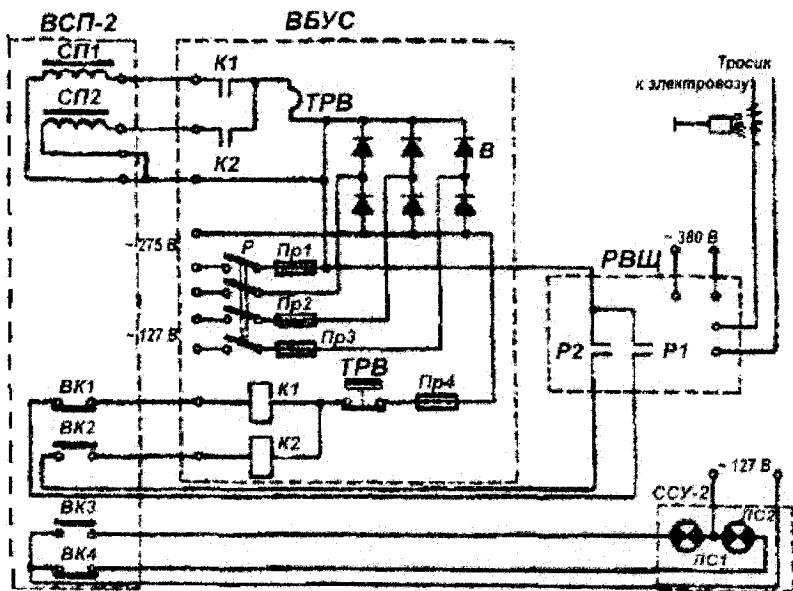 ВСП-2
ВБУС
СП1
СП2
К1
К2
ТРВ
В
Тросик
к электровозу
~ 275 В
~ 127 В
Р
Пр1
Пр2
Пр3
~ 380 В
РВЩ
Р2
Р1
ВК1
ВК2
К1
К2
ТРВ
Пр4
~ 127 В
ССУ-2
ЛС2
ЛС1
ВК3
ВК4